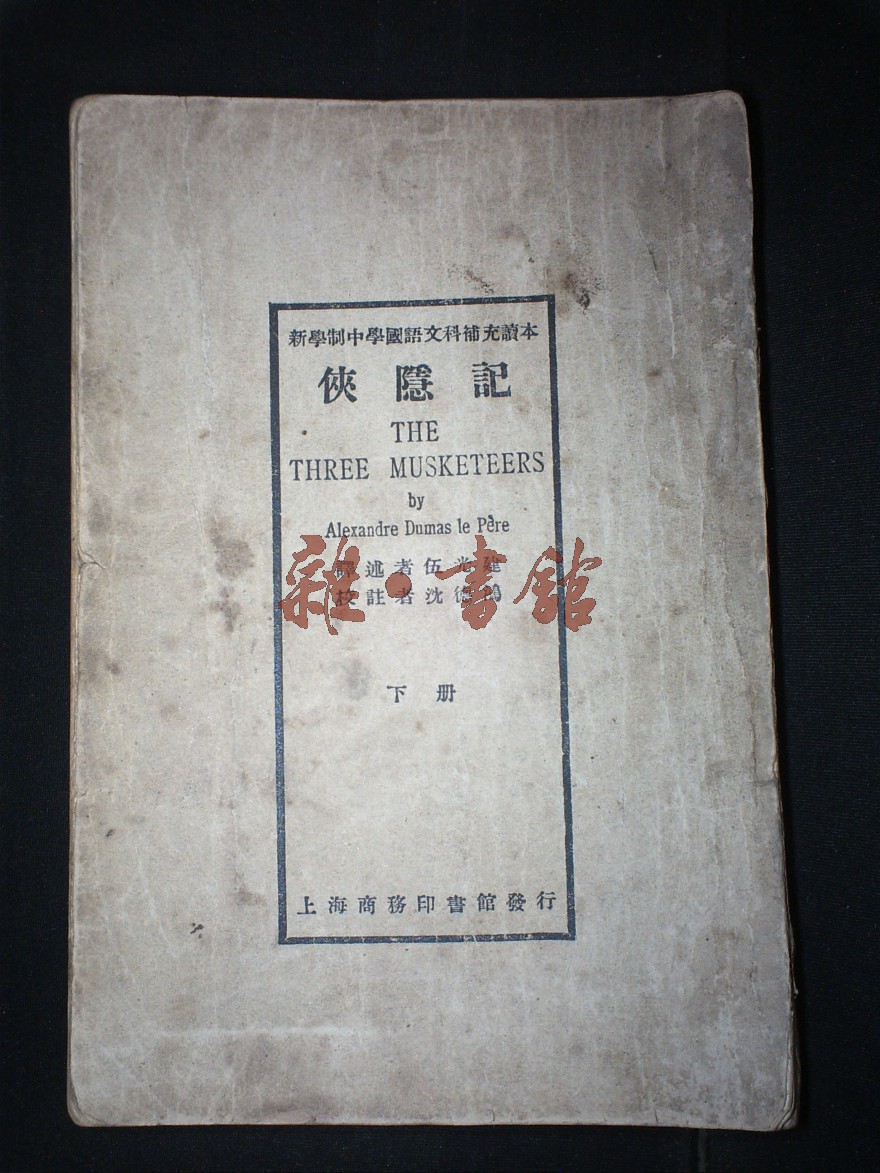 新學制中學國語文科補充讀本
俠隱記
THE
THREE MUSKETEERS
by
Alexandre Dumas le Père
譯述者伍光建
校註者沈德鴻
雜·書館
下册
上海商務印書館發行